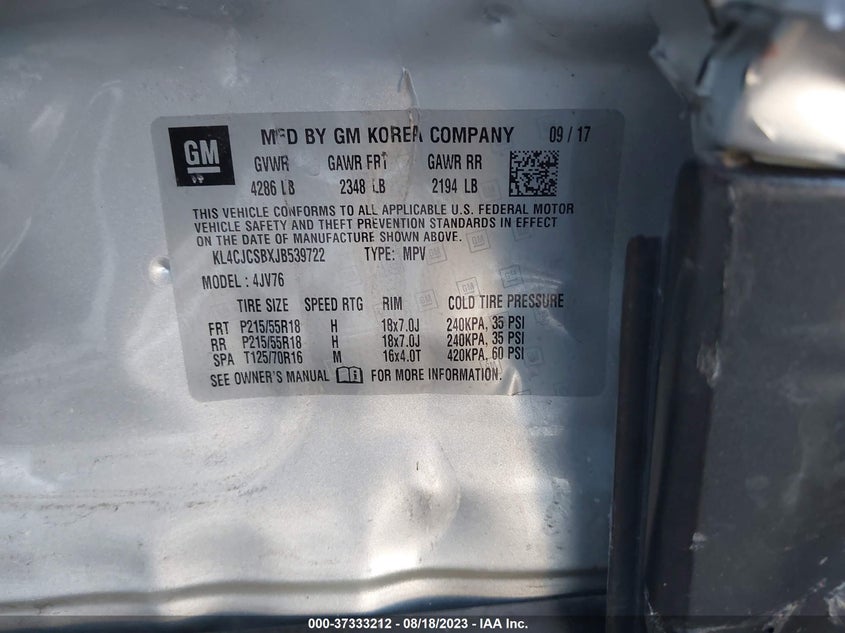 GM
MFD BY GM KOREA COMPANY 09 / 17
GVWR GAWR FRT GAWR RR
4286 LB 2348 LB 2194 LB
THIS VEHICLE CONFORMS TO ALL APPLICABLE U.S. FEDERAL MOTOR
VEHICLE SAFETY AND THEFT PREVENTION STANDARDS IN EFFECT
ON THE DATE OF MANUFACTURE SHOWN ABOVE.
KL4CJCSBXJB539722 TYPE: MPV
MODEL : 4JV76
TIRE SIZE SPEED RTG RIM COLD TIRE PRESSURE
FRT P215/55R18 H 18x7.0J 240KPA, 35 PSI
RR P215/55R18 H 18x7.0J 240KPA, 35 PSI
SPA T125/70R16 M 16x4.0T 420KPA, 60 PSI
SEE OWNER'S MANUAL FOR MORE INFORMATION.
000-37333212 - 08/18/2023 - IAA Inc.